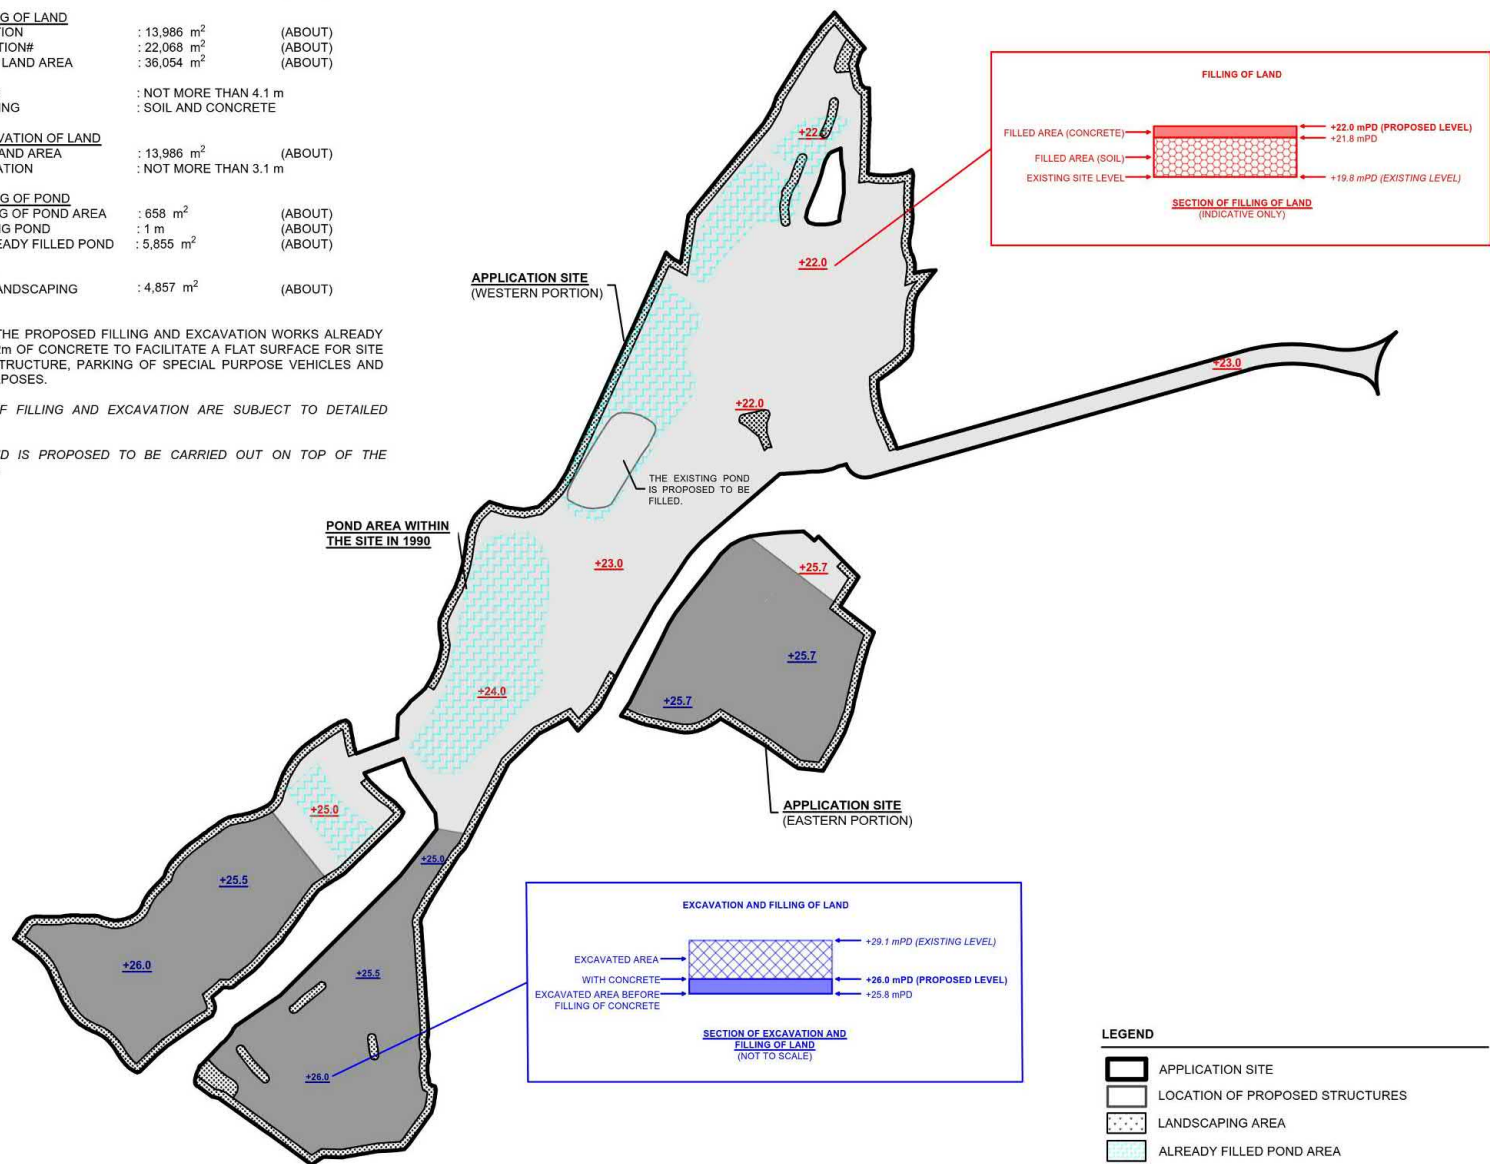 G OF LAND
TION : 13,986 m² (ABOUT)
TION# : 22,068 m² (ABOUT)
LAND AREA : 36,054 m² (ABOUT)
: NOT MORE THAN 4.1 m
NG : SOIL AND CONCRETE
VATION OF LAND
AND AREA : 13,986 m² (ABOUT)
ATION : NOT MORE THAN 3.1 m
G OF POND
G OF POND AREA : 658 m² (ABOUT)
G POND : 1 m (ABOUT)
EADY FILLED POND : 5,855 m² (ABOUT)
ANDSCAPING : 4,857 m² (ABOUT)
THE PROPOSED FILLING AND EXCAVATION WORKS ALREADY
2m OF CONCRETE TO FACILITATE A FLAT SURFACE FOR SITE
TRUCTURE, PARKING OF SPECIAL PURPOSE VEHICLES AND
POSES.
F FILLING AND EXCAVATION ARE SUBJECT TO DETAILED
D IS PROPOSED TO BE CARRIED OUT ON TOP OF THE
FILLING OF LAND
FILLED AREA (CONCRETE)
+22.0 mPD (PROPOSED LEVEL)
+21.8 mPD
FILLED AREA (SOIL)
EXISTING SITE LEVEL
+19.8 mPD (EXISTING LEVEL)
SECTION OF FILLING OF LAND
(INDICATIVE ONLY)
+22.0
APPLICATION SITE
(WESTERN PORTION)
+23.0
+22.0
THE EXISTING POND
IS PROPOSED TO BE
FILLED.
POND AREA WITHIN
THE SITE IN 1990
+23.0
+25.7
+25.7
+24.0
+25.7
APPLICATION SITE
(EASTERN PORTION)
+25.0
+25.0
+25.5
+26.0
+25.5
+26.0
EXCAVATION AND FILLING OF LAND
+29.1 mPD (EXISTING LEVEL)
EXCAVATED AREA
WITH CONCRETE
+26.0 mPD (PROPOSED LEVEL)
EXCAVATED AREA BEFORE
FILLING OF CONCRETE
+25.8 mPD
SECTION OF EXCAVATION AND
FILLING OF LAND
(NOT TO SCALE)
LEGEND
APPLICATION SITE
LOCATION OF PROPOSED STRUCTURES
LANDSCAPING AREA
ALREADY FILLED POND AREA